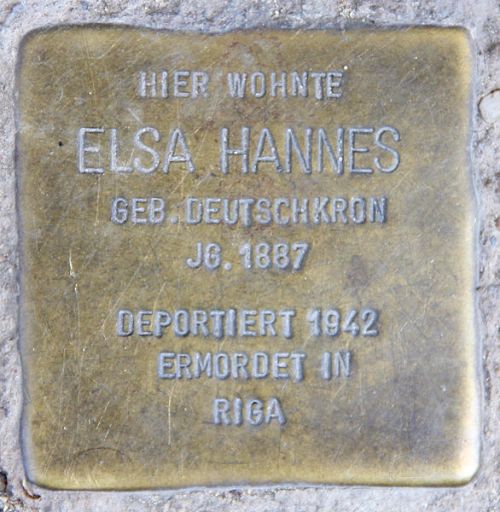 HIER WOHNTE
ELSA HANNES
GEB. DEUTSCHKRON
JG. 1887
DEPORTIERT 1942
ERMORDET IN
RIGA